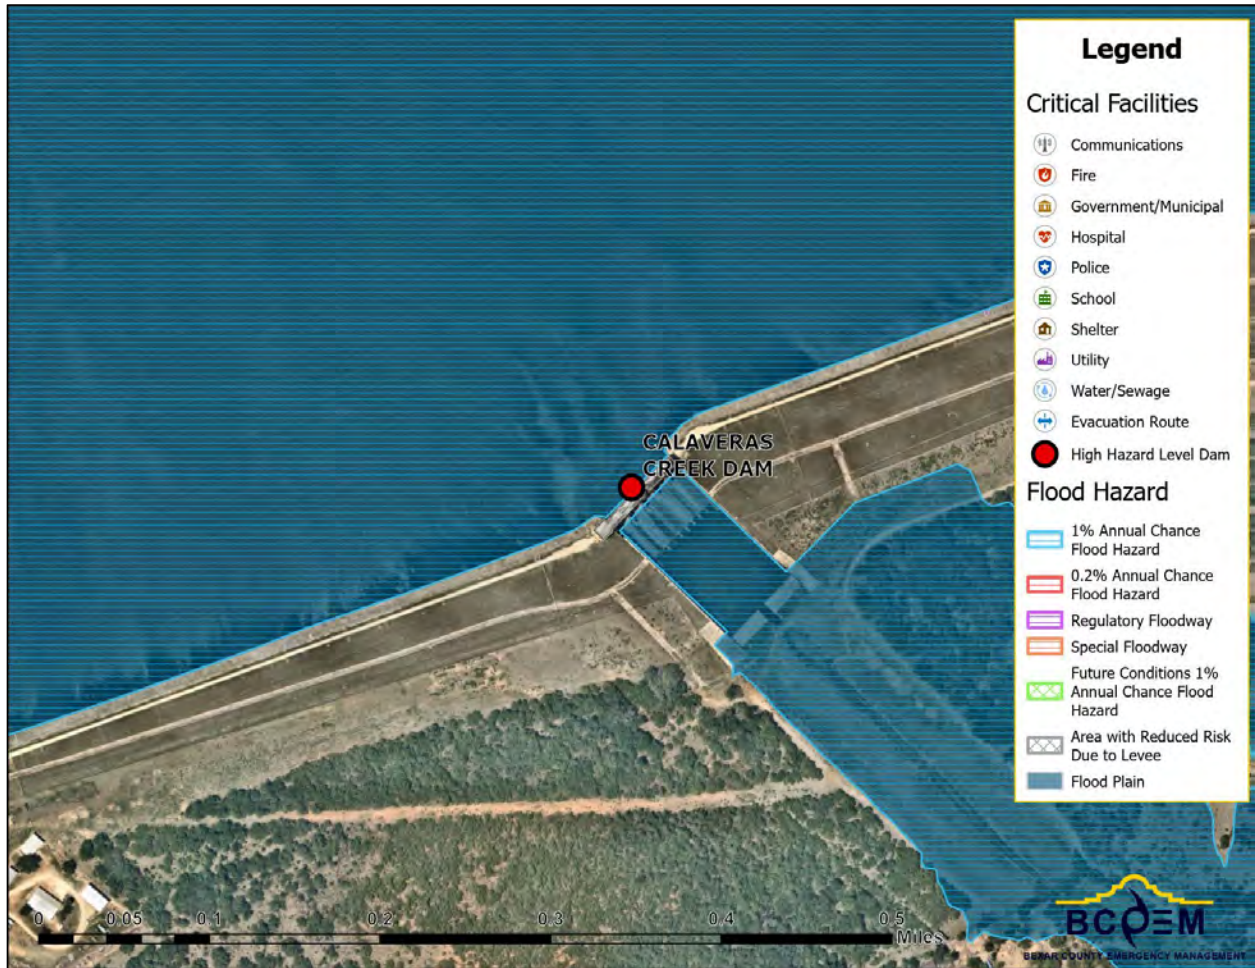 Legend
Critical Facilities
Communications
Fire
Government/Municipal
Hospital
Police
School
Shelter
Utility
Water/Sewage
Evacuation Route
High Hazard Level Dam
Flood Hazard
1% Annual Chance
Flood Hazard
0.2% Annual Chance
Flood Hazard
Regulatory Floodway
Special Floodway
Future Conditions 1%
Annual Chance Flood
Hazard
Area with Reduced Risk
Due to Levee
Flood Plain
CALAVERAS
CREEK DAM
0 0.05 0.1 0.2 0.3 0.4 0.5
Miles
BCOEM
BEXAR COUNTY EMERGENCY MANAGEMENT